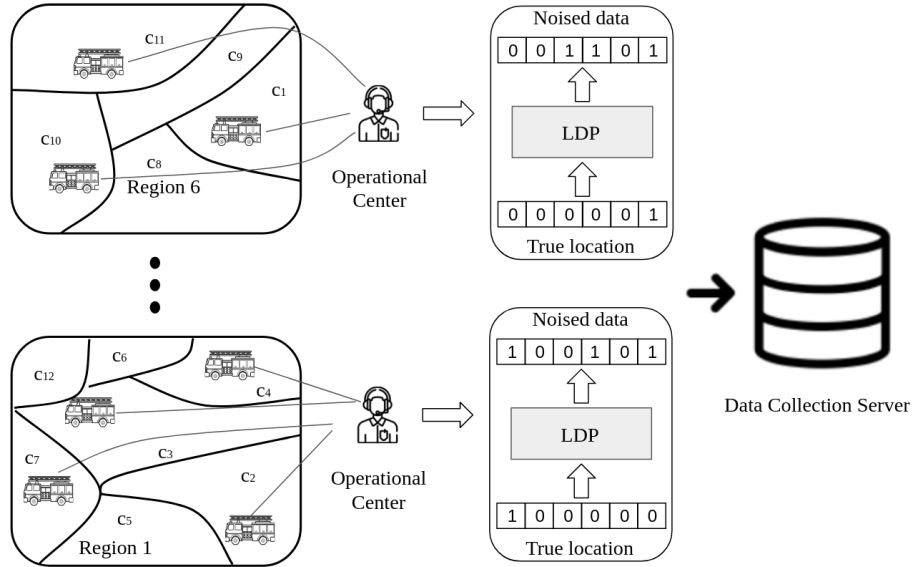 C11
C9
C1
C10
C8
Region 6
Operational
Center
Noised data
0 0 1 1 0 1
LDP
0 0 0 0 0 1
True location
C6
C12
C4
C3
C7
C2
C5
Region 1
Operational
Center
Noised data
1 0 0 1 0 1
LDP
1 0 0 0 0 0
True location
Data Collection Server